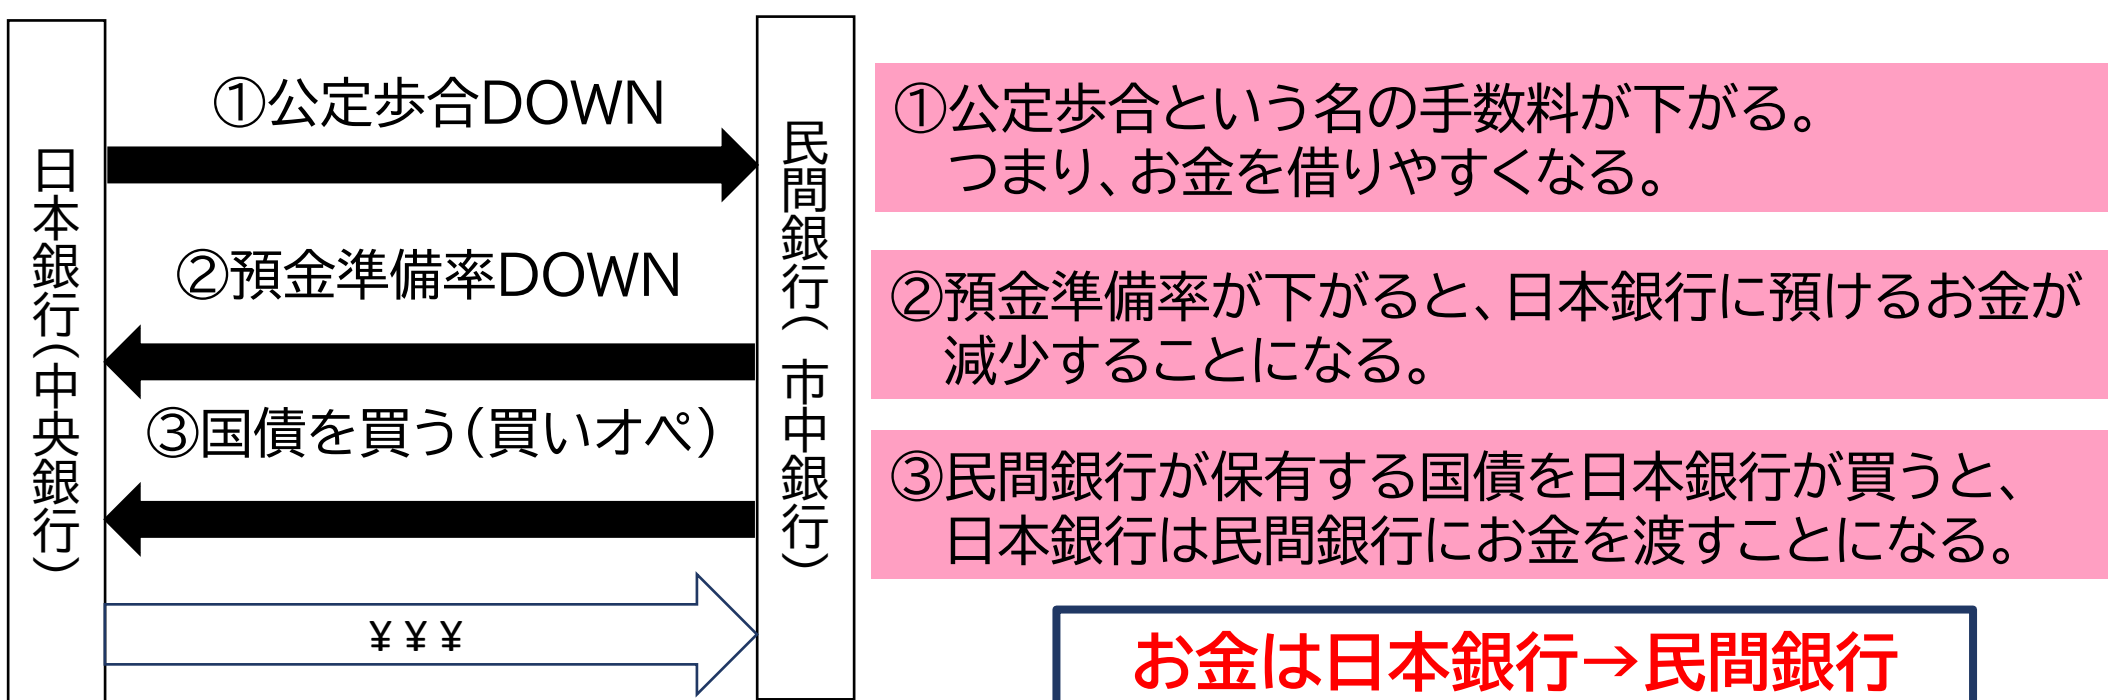 日本銀行（中央銀行）
①公定歩合DOWN
②預金準備率DOWN
③国債を買う（買いオペ）
¥ ¥ ¥
民間銀行（市中銀行）
①公定歩合という名の手数料が下がる。
つまり、お金を借りやすくなる。
②預金準備率が下がると、日本銀行に預けるお金が
減少することになる。
③民間銀行が保有する国債を日本銀行が買うと、
日本銀行は民間銀行にお金を渡すことになる。
お金は日本銀行→民間銀行